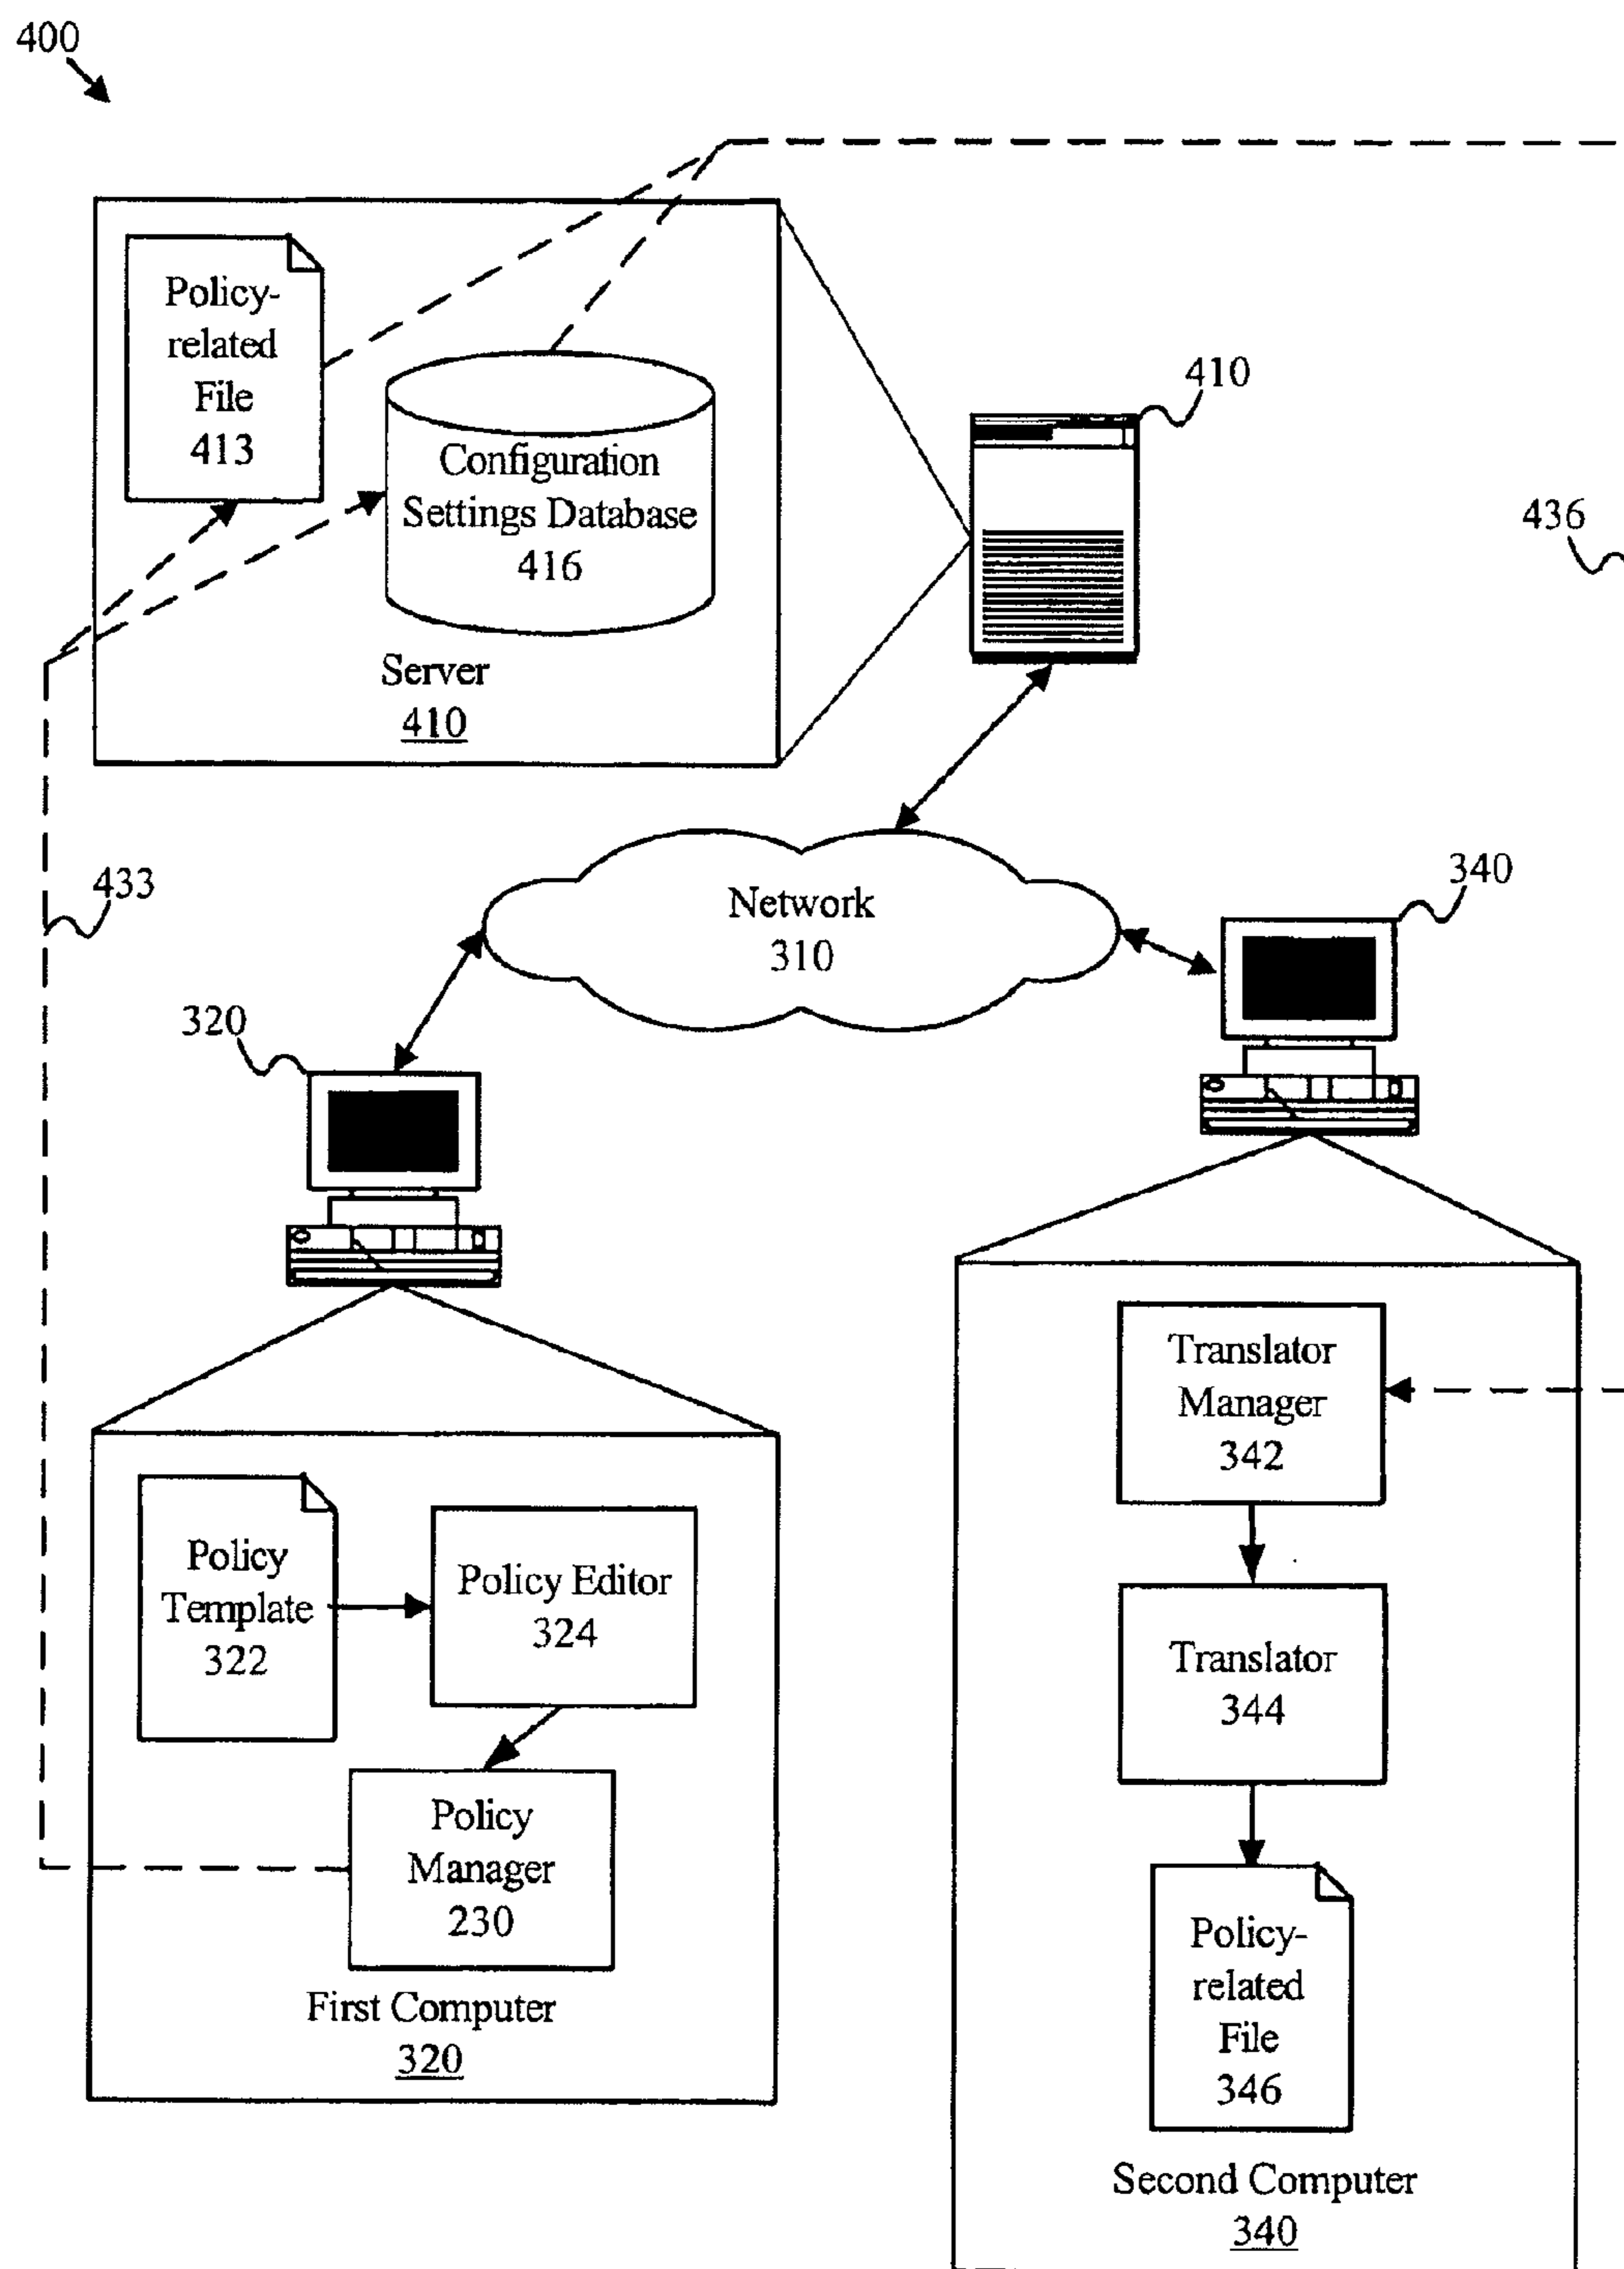 400
Policy-
related
File
413
Configuration
Settings Database
416
Server
410
410
436
Network
310
433
340
320
Translator
Manager
342
Policy
Template
322
Policy Editor
324
Translator
344
Policy
Manager
230
First Computer
320
Policy-
related
File
346
Second Computer
340